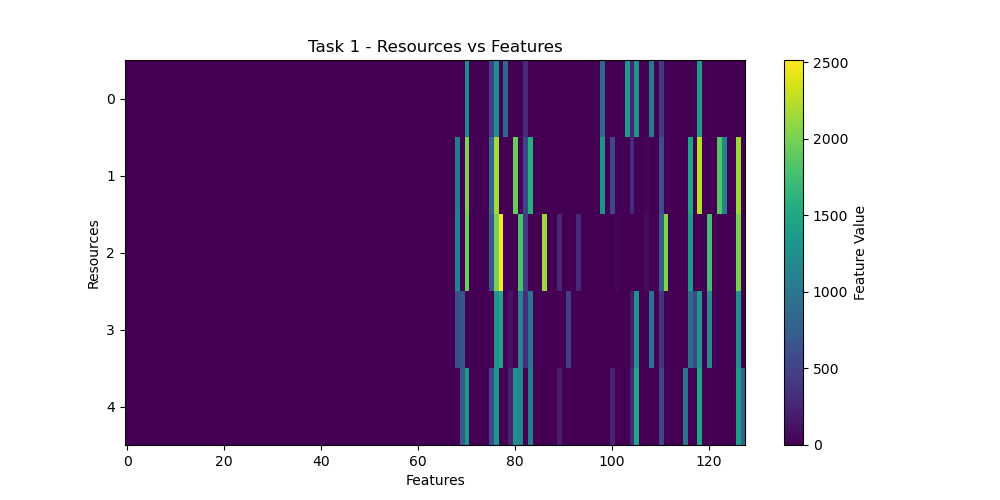 Task 1 - Resources vs Features
Resources
0
1
2
3
4
0 20 40 60 80 100 120
Features
2500
2000
1500
1000
500
0
Feature Value